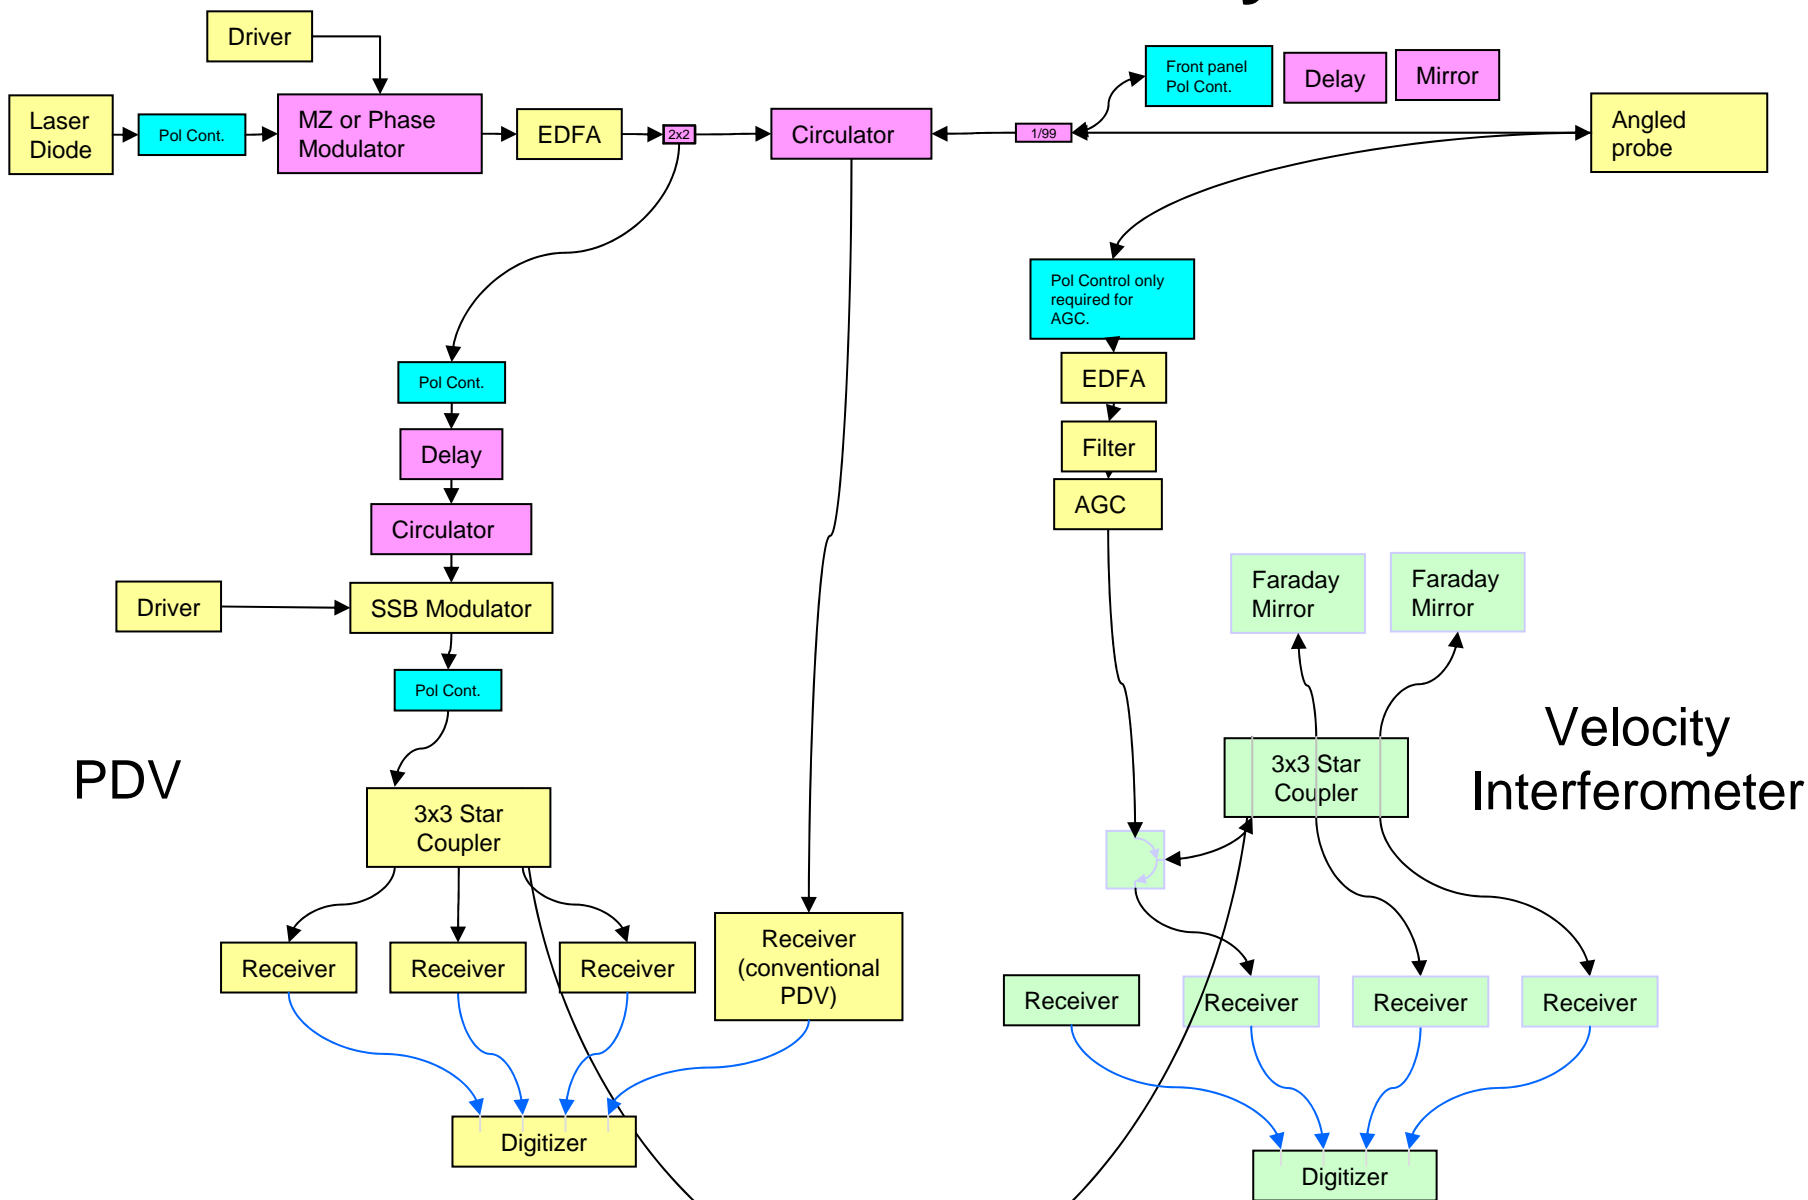 Driver
Laser
Diode
Pol Cont.
MZ or Phase
Modulator
EDFA
2x2
Circulator
1/99
Front panel
Pol Cont.
Delay
Mirror
Angled
probe
Pol Control only
required for
AGC.
EDFA
Filter
AGC
Pol Cont.
Delay
Circulator
Driver
SSB Modulator
Pol Cont.
PDV
3x3 Star
Coupler
Receiver
Receiver
Receiver
Receiver
(conventional
PDV)
Digitizer
Faraday
Mirror
Faraday
Mirror
3x3 Star
Coupler
Velocity
Interferometer
Receiver
Receiver
Receiver
Receiver
Digitizer